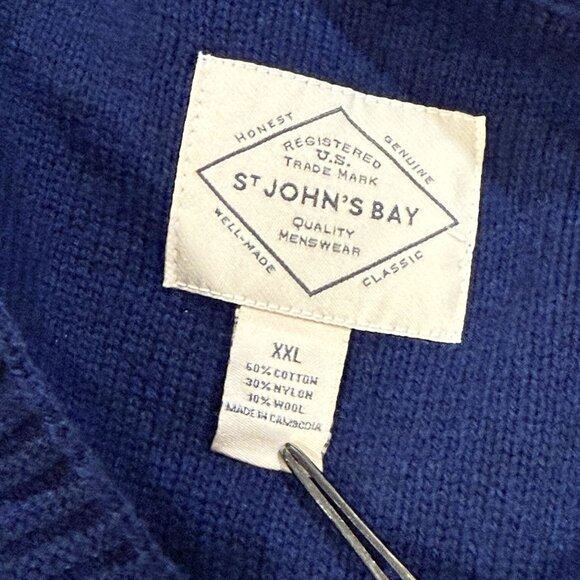 HONEST
GENUINE
REGISTERED
U.S.
TRADE MARK
ST JOHN'S BAY
QUALITY
MENSWEAR
WELL-MADE
CLASSIC
XXL
60% COTTON
30% NYLON
10% WOOL
MADE IN CAMBODIA